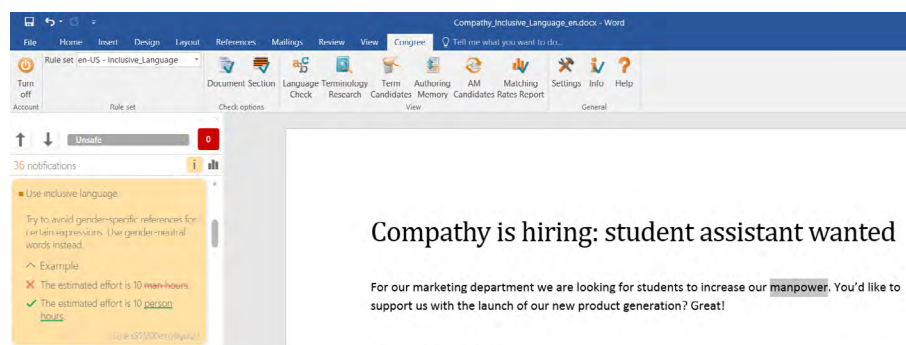 Compathy_Inclusive_Language_en.docx - Word
File Home Insert Design Layout References Mailings Review View Congree Tell me what you want to do...
Rule set en-US - Inclusive_Language
Turn off
Document Section
Language Check
Terminology Research
Term Candidates
Authoring Memory
AM Candidates
Matching Rates Report
Settings Info Help
Account Rule set Check options View General
Unsafe 0
36 notifications
Use inclusive language.
Try to avoid gender-specific references for
certain expressions. Use gender-neutral
words instead.
Example
The estimated effort is 10 man-hours.
The estimated effort is 10 person
hours.
Compathy is hiring: student assistant wanted
For our marketing department we are looking for students to increase our manpower. You'd like to
support us with the launch of our new product generation? Great!